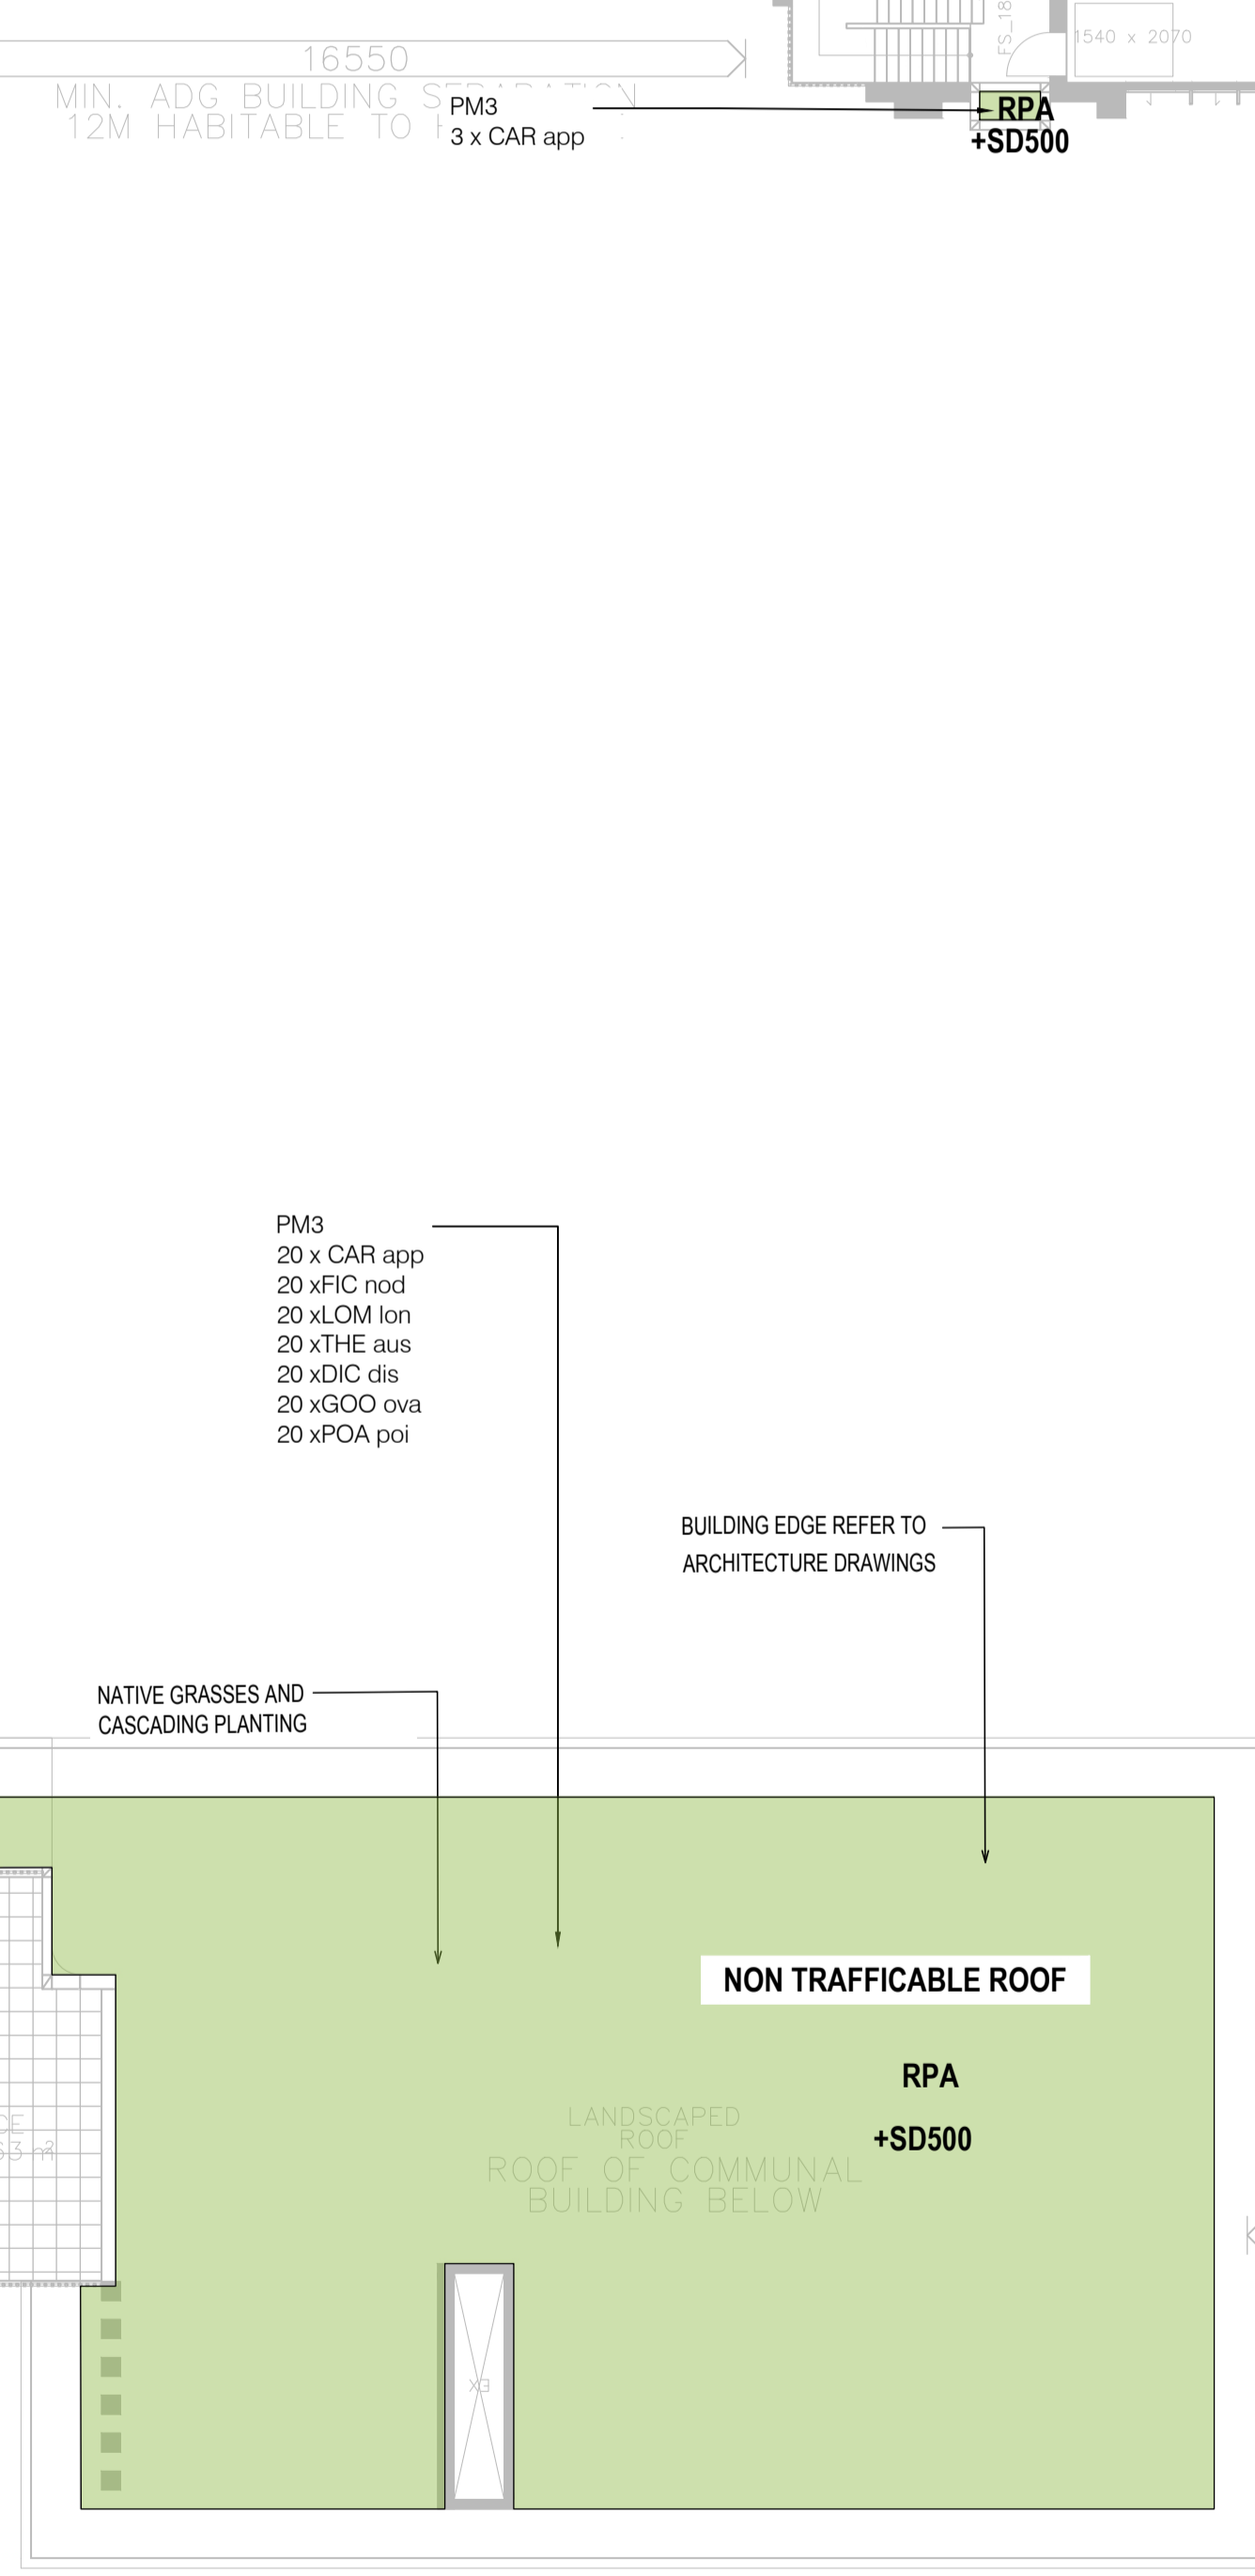 FS_18
1540 x 2070
16550
MIN. ADG BUILDING
12M HABITABLE TO
PM3
3 x CAR app
RPA
+SD500
PM3
20 x CAR app
20 xFIC nod
20 xLOM lon
20 xTHE aus
20 xDIC dis
20 xGOO ova
20 xPOA poi
BUILDING EDGE REFER TO
ARCHITECTURE DRAWINGS
NATIVE GRASSES AND
CASCADING PLANTING
NON TRAFFICABLE ROOF
RPA
+SD500
LANDSCAPED
ROOF
ROOF OF COMMUNAL
BUILDING BELOW
EX